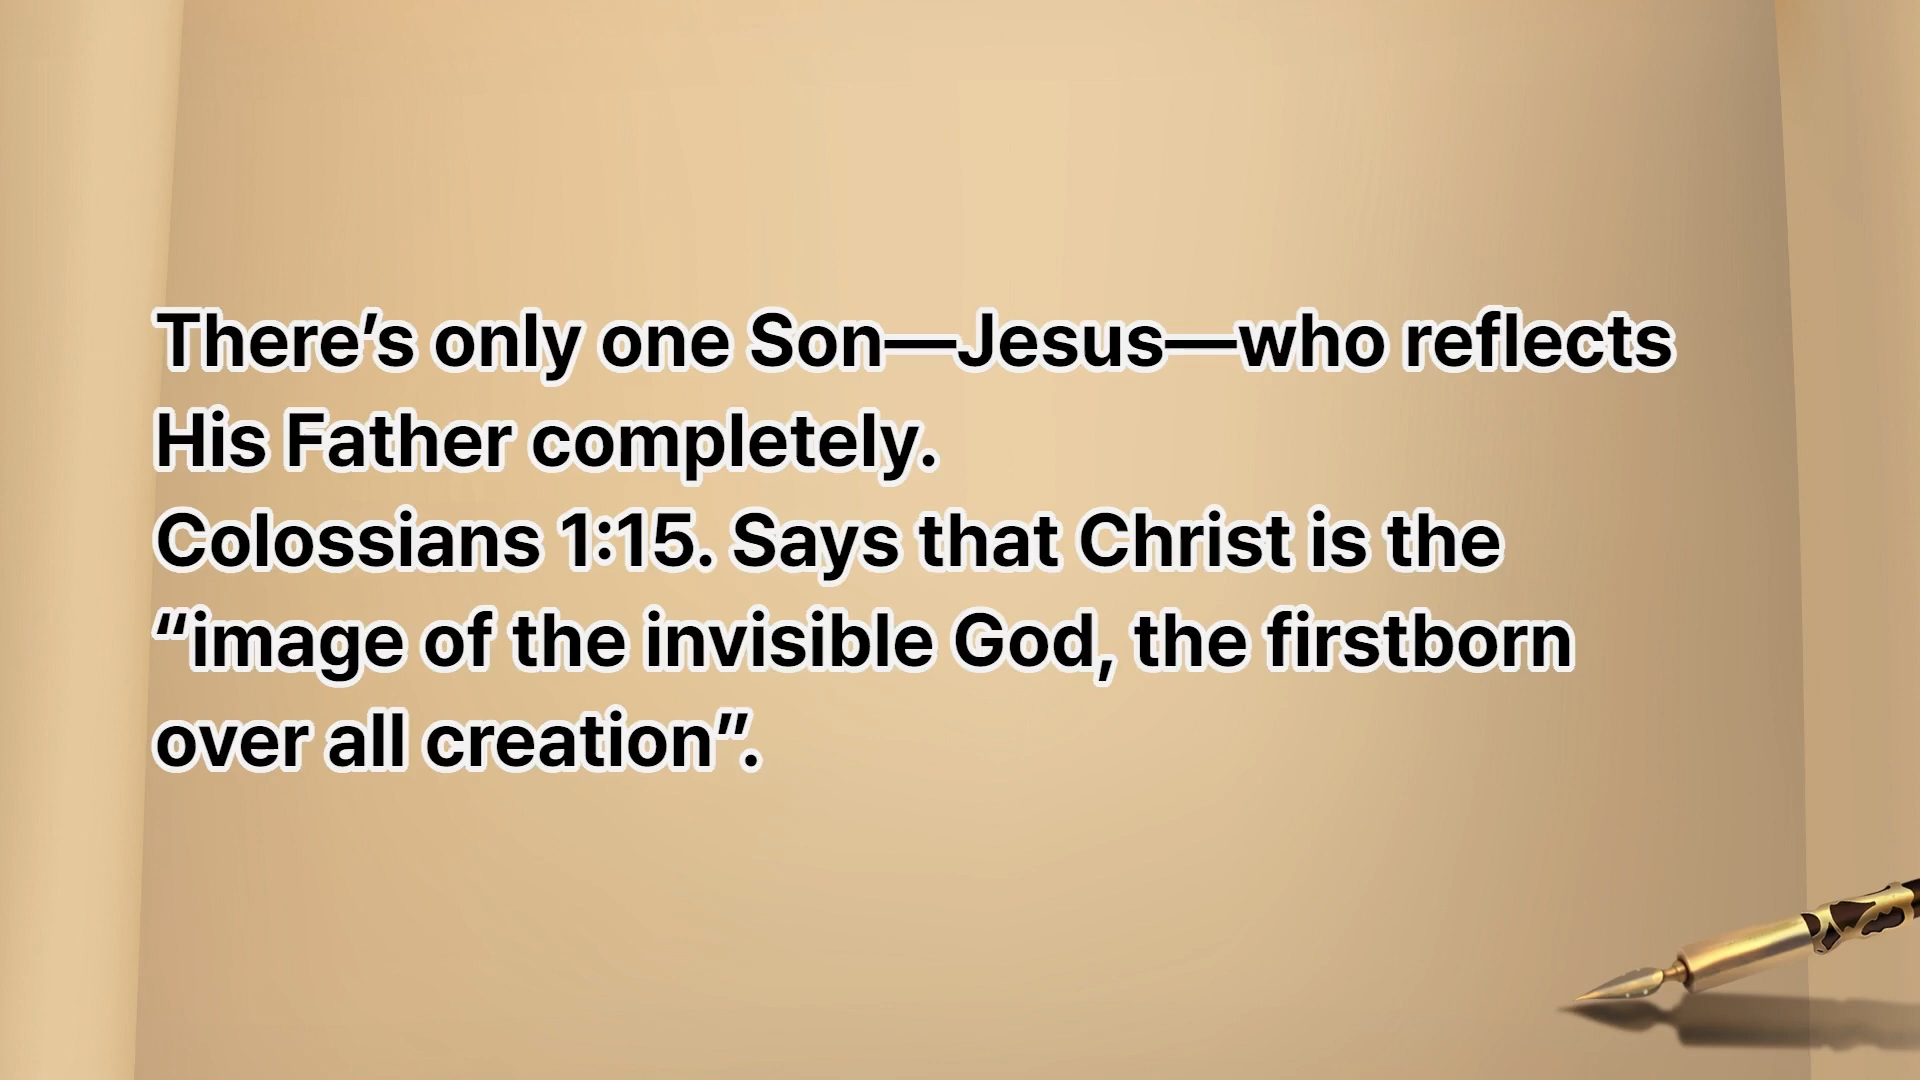 There’s only one Son—Jesus—who reflects
His Father completely.
Colossians 1:15. Says that Christ is the
“image of the invisible God, the firstborn
over all creation”.